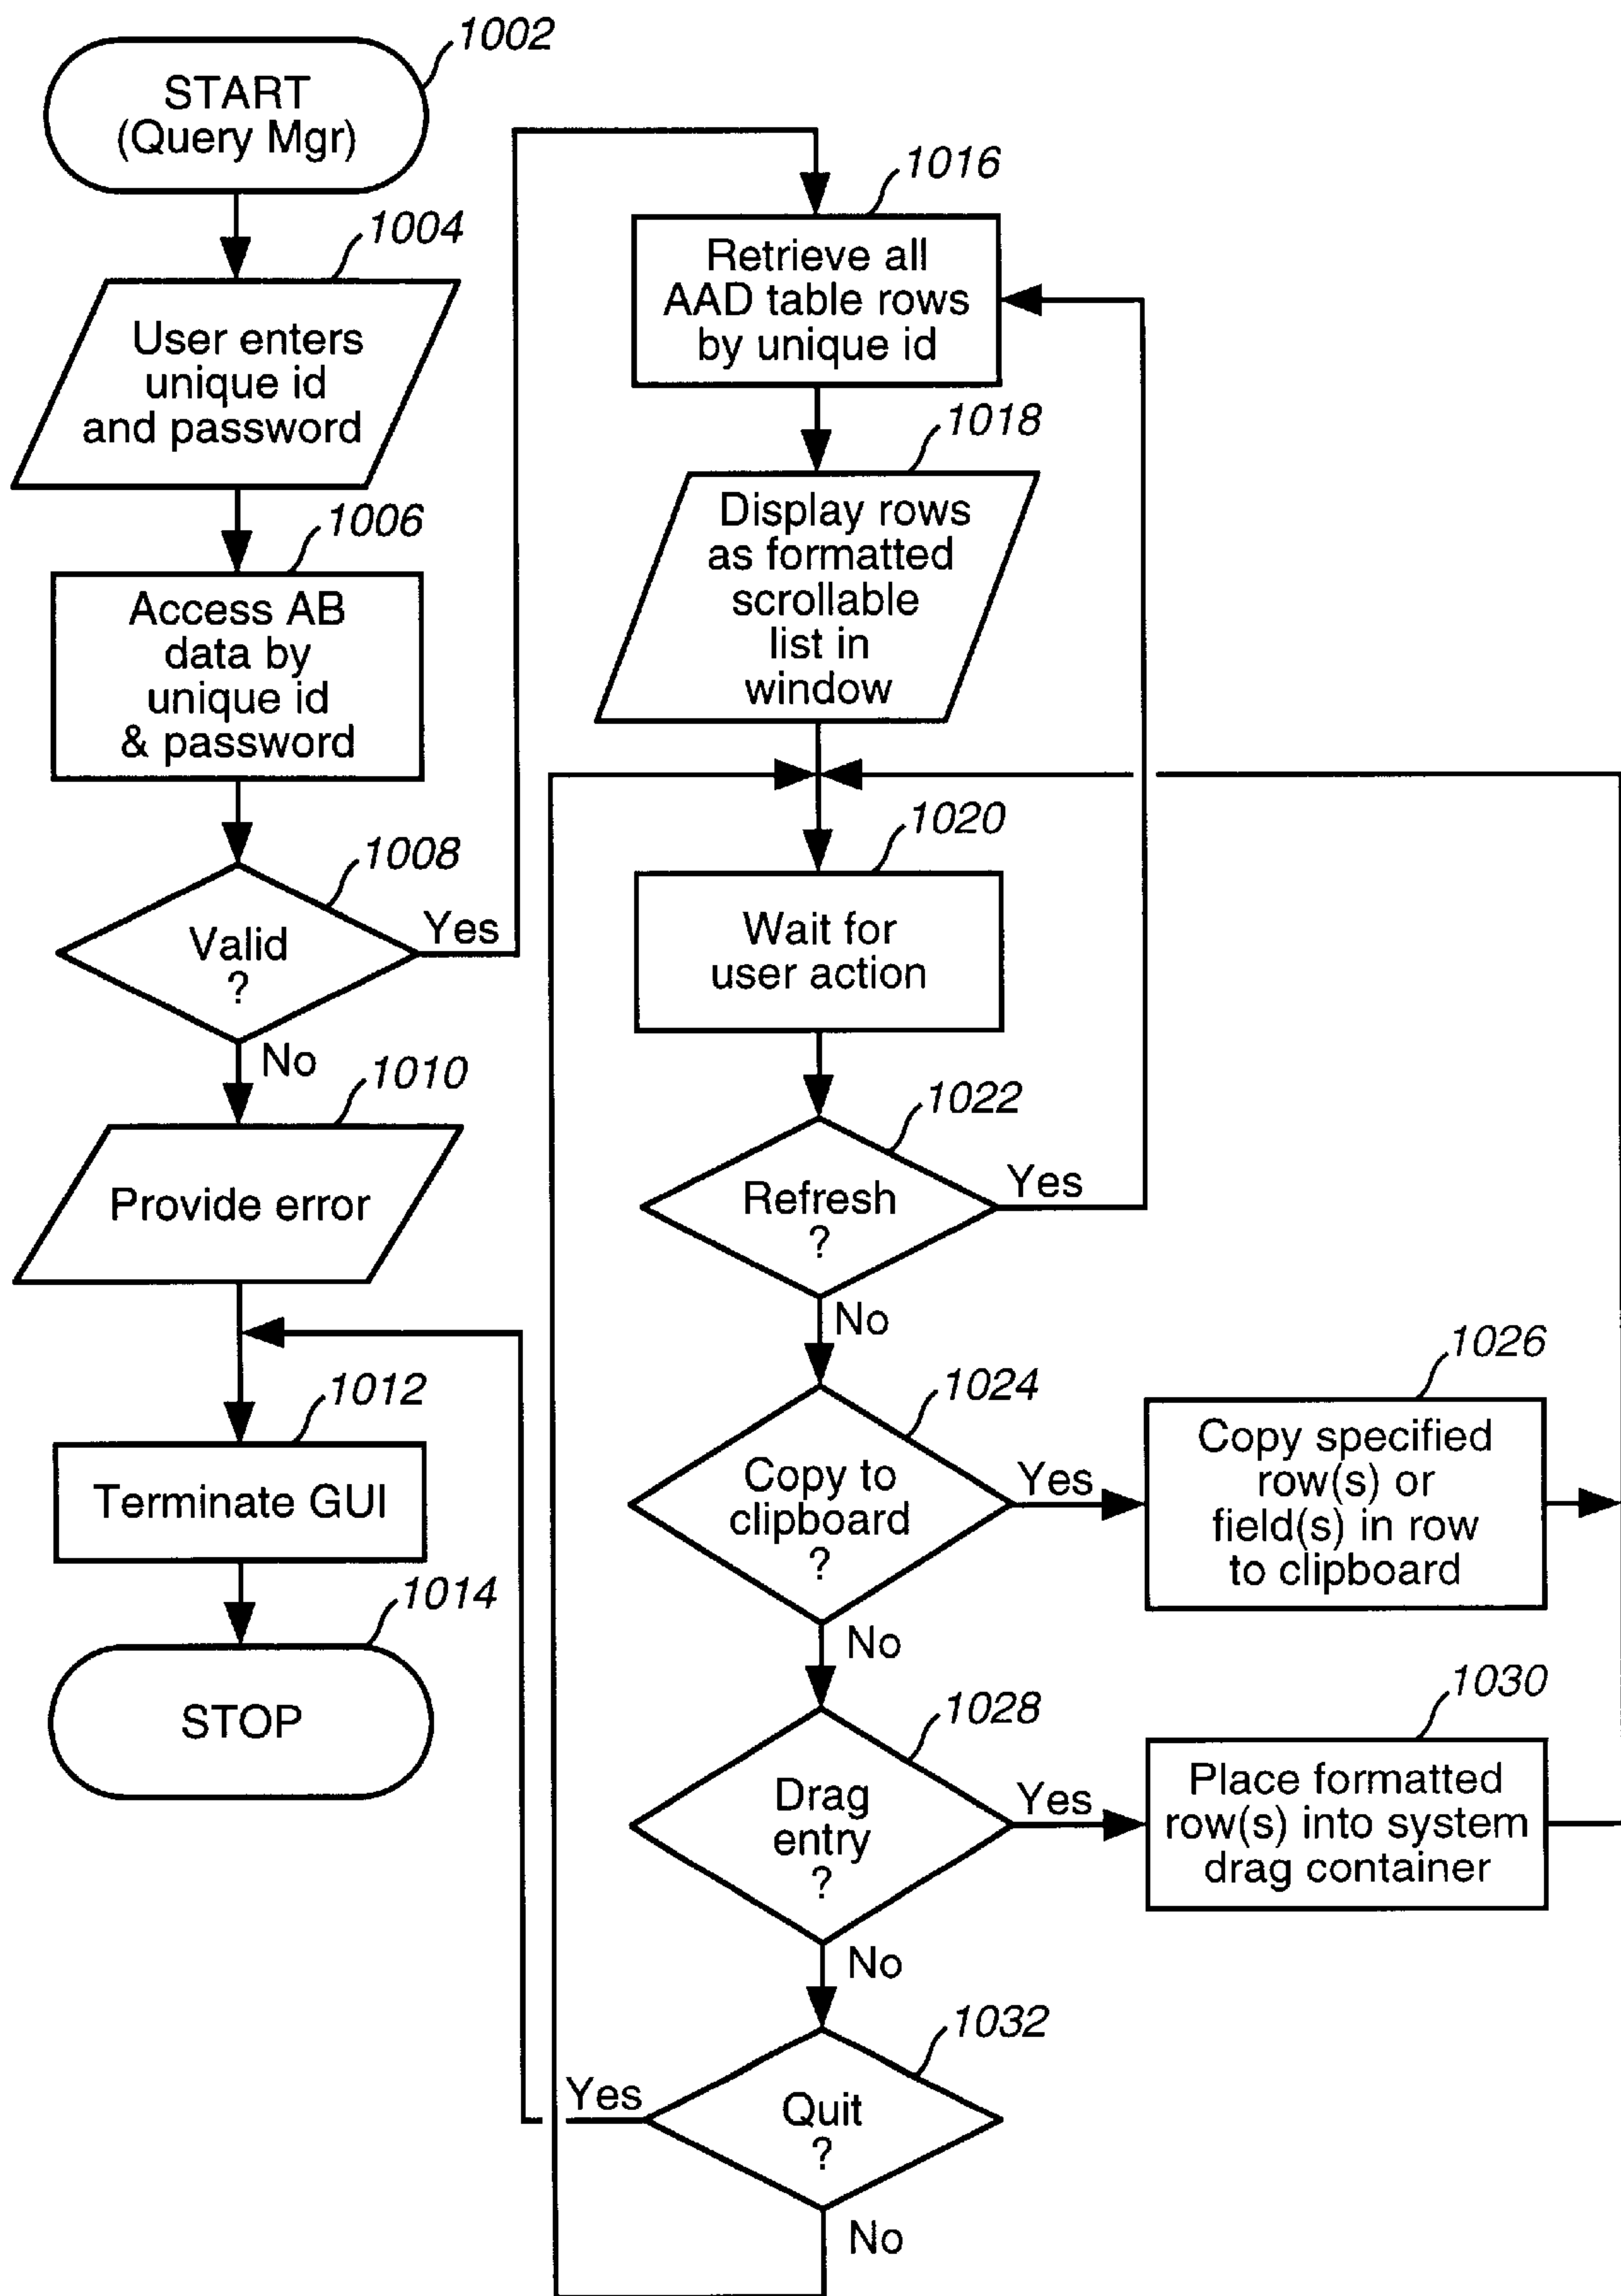 1002
START
(Query Mgr)
1004
User enters
unique id
and password
1006
Access AB
data by
unique id
& password
1008
Valid
?
Yes
No
1010
Provide error
1012
Terminate GUI
1014
STOP
1016
Retrieve all
AAD table rows
by unique id
1018
Display rows
as formatted
scrollable
list in
window
1020
Wait for
user action
1022
Refresh
?
Yes
No
1024
Copy to
clipboard
?
Yes
No
1026
Copy specified
row(s) or
field(s) in row
to clipboard
1028
Drag
entry
?
Yes
No
1030
Place formatted
row(s) into system
drag container
1032
Quit
?
Yes
No